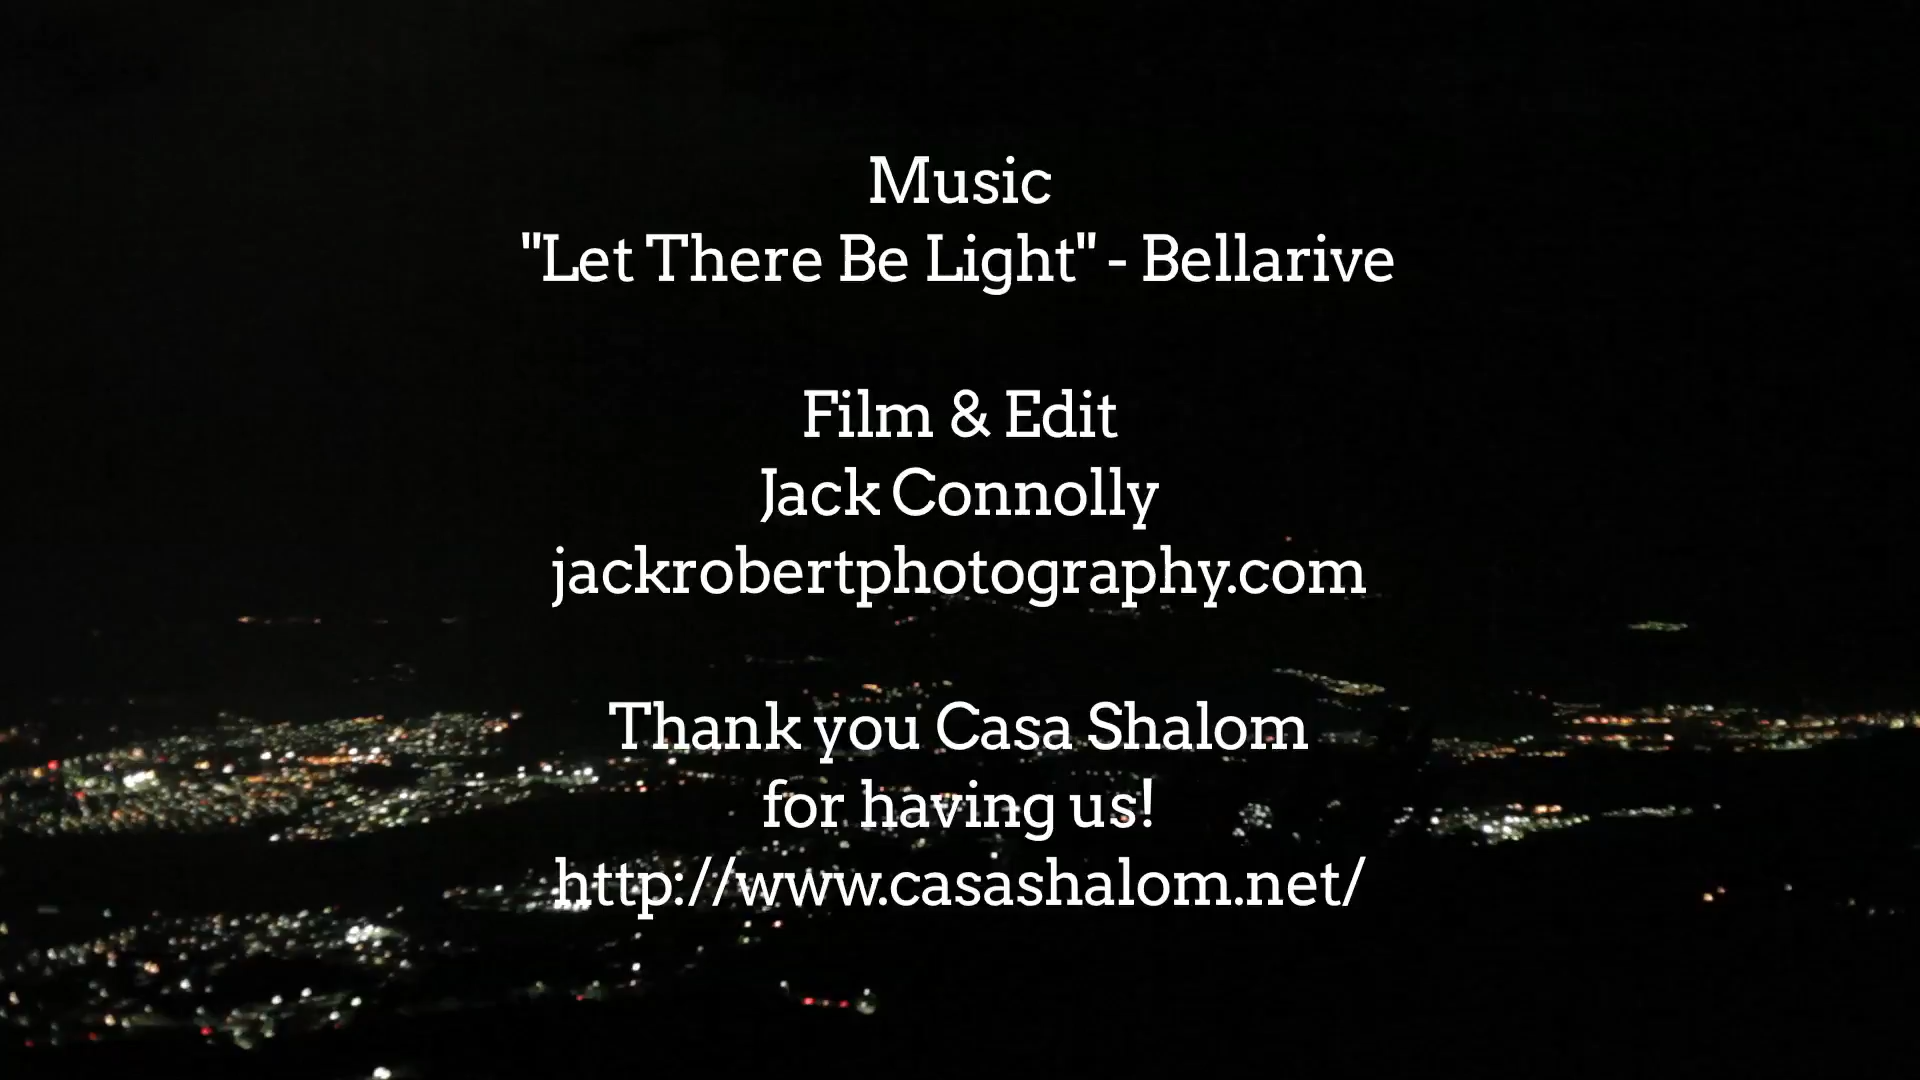 Music
"Let There Be Light" - Bellarive
Film & Edit
Jack Connolly
jackrobertphotography.com
Thank you Casa Shalom
for having us!
http://www.casashalom.net/